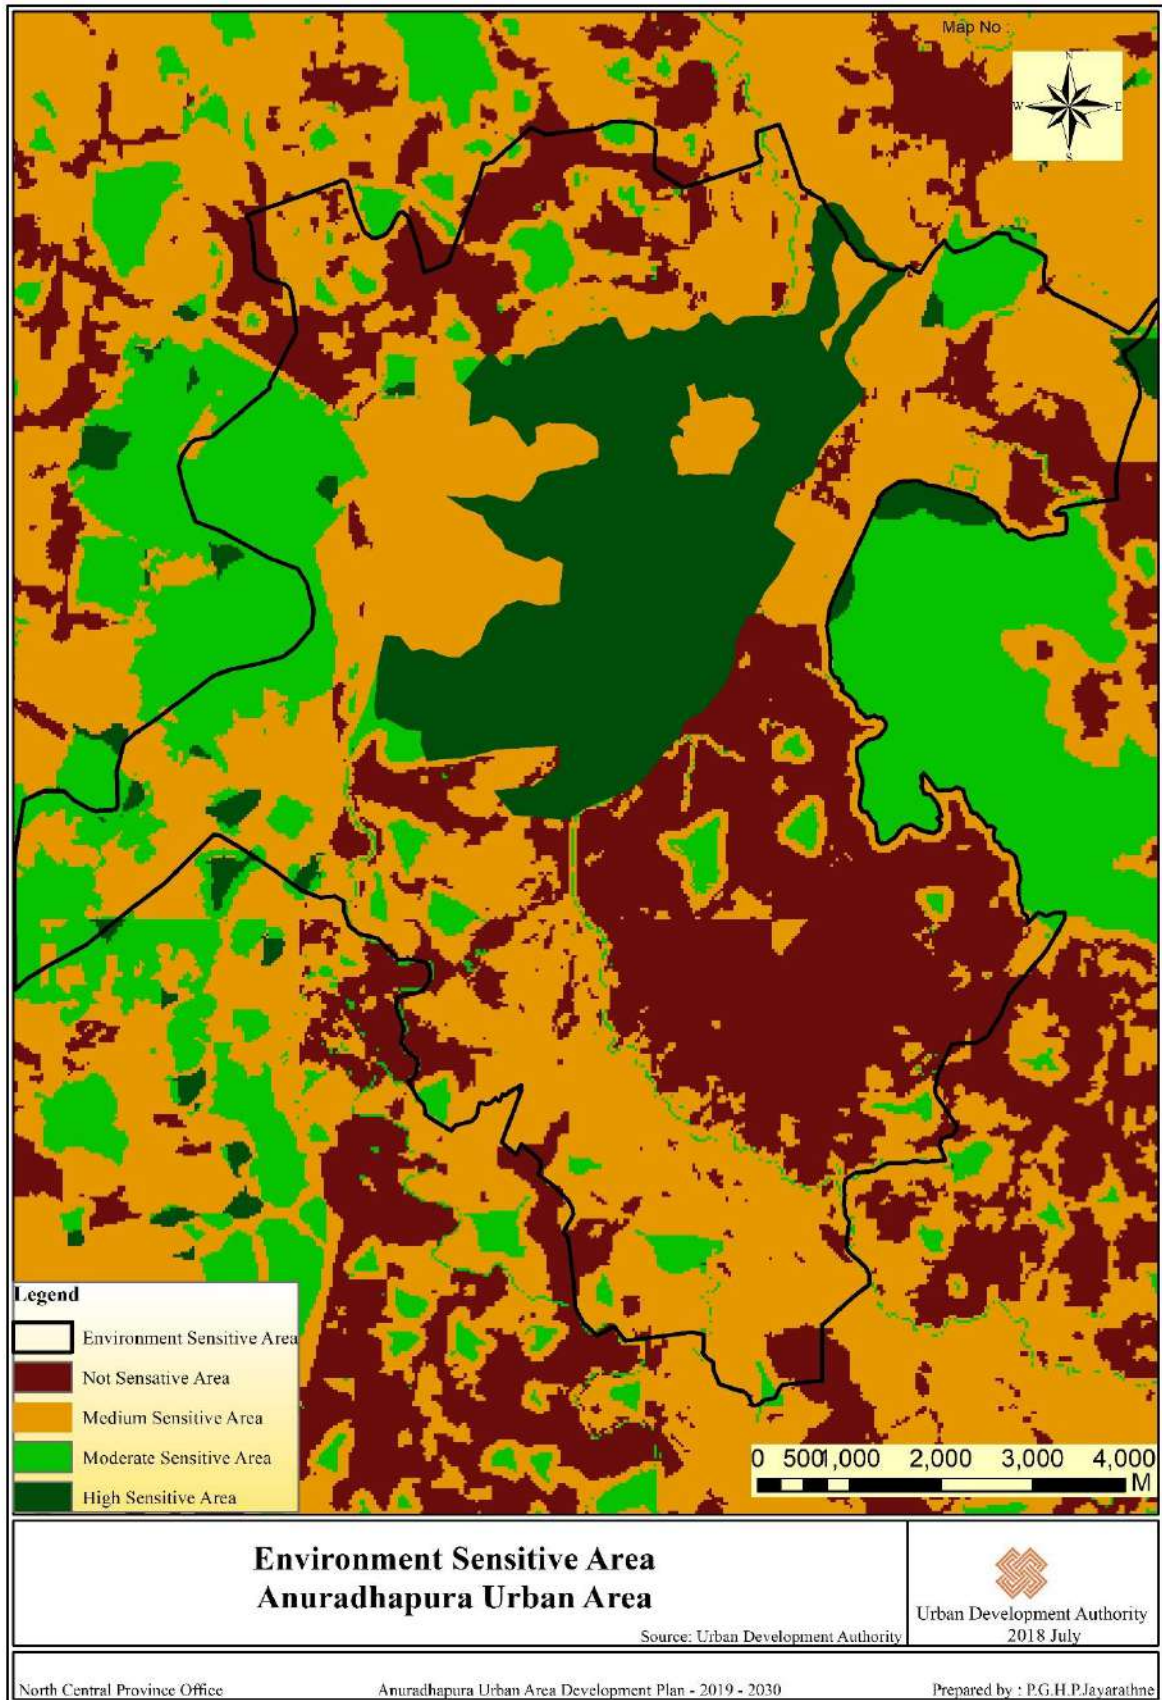 Map No :
N
W E
S
Legend
Environment Sensitive Area
Not Sensative Area
Medium Sensitive Area
Moderate Sensitive Area
High Sensitive Area
0 500 1,000 2,000 3,000 4,000
M
Environment Sensitive Area
Anuradhapura Urban Area
Source: Urban Development Authority
Urban Development Authority
2018 July
North Central Province Office Anuradhapura Urban Area Development Plan - 2019 - 2030 Prepared by : P.G.H.P.Jayarathne